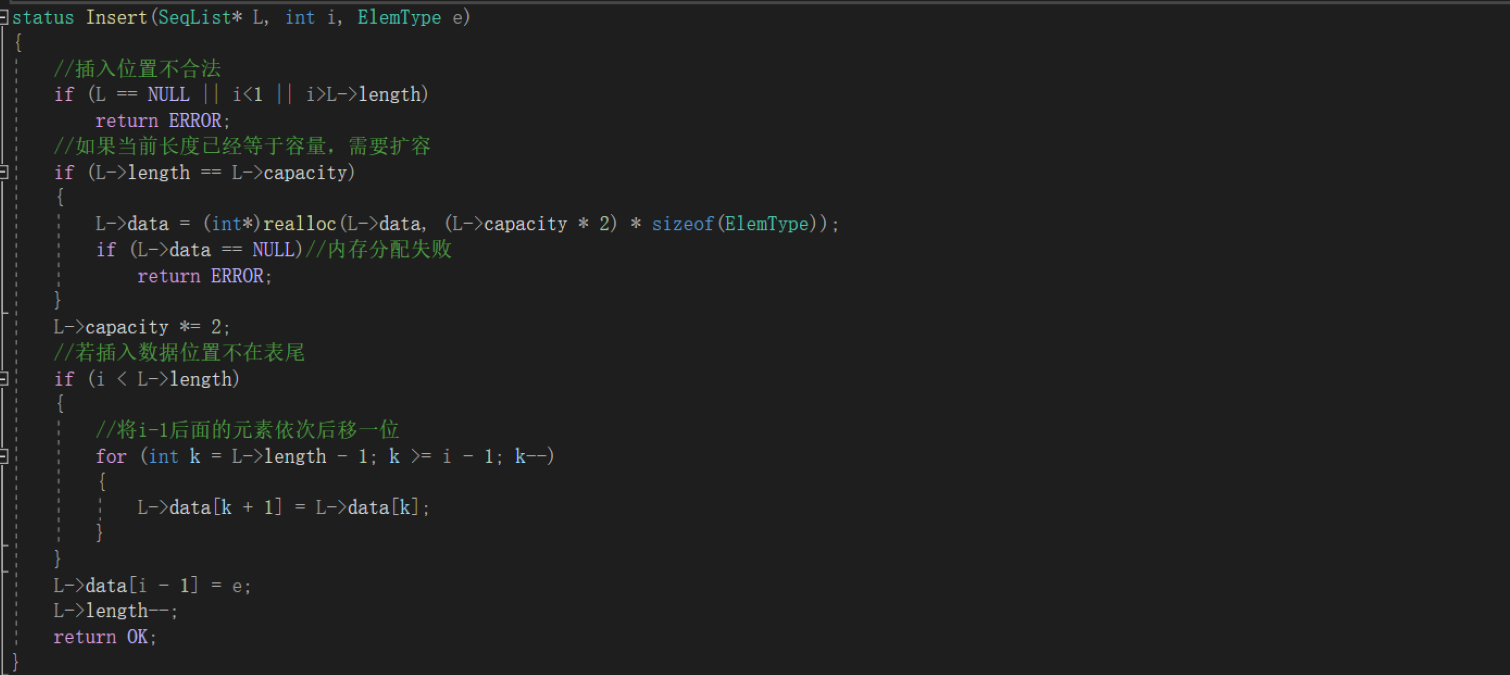 status Insert(SeqList* L, int i, ElemType e)
{
//插入位置不合法
if (L == NULL || i<1 || i>L->length)
return ERROR;
//如果当前长度已经等于容量，需要扩容
if (L->length == L->capacity)
{
L->data = (int*)realloc(L->data, (L->capacity * 2) * sizeof(ElemType));
if (L->data == NULL)//内存分配失败
return ERROR;
}
L->capacity *= 2;
//若插入数据位置不在表尾
if (i < L->length)
{
//将i-1后面的元素依次后移一位
for (int k = L->length - 1; k >= i - 1; k--)
{
L->data[k + 1] = L->data[k];
}
}
L->data[i - 1] = e;
L->length--;
return OK;
}